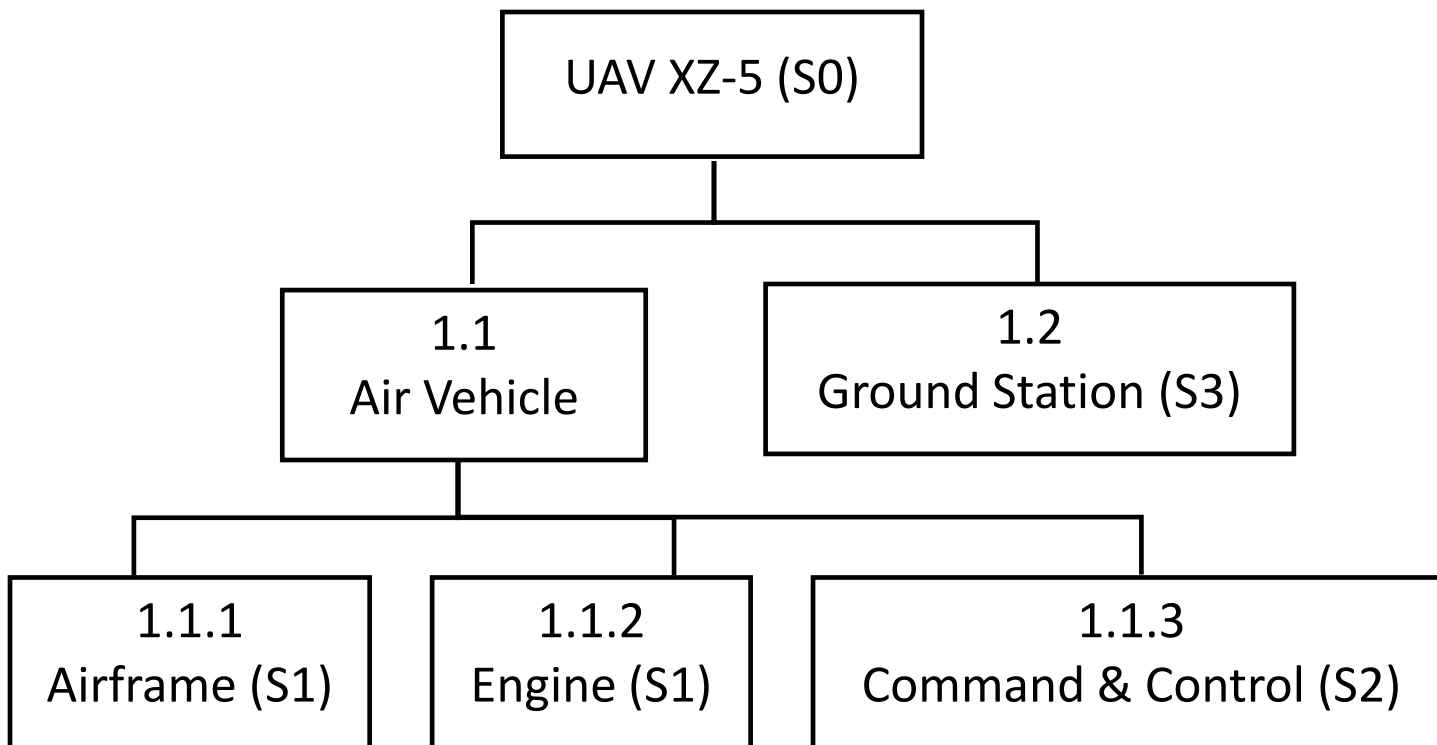 UAV XZ-5 (S0)
1.1
Air Vehicle
1.2
Ground Station (S3)
1.1.1
Airframe (S1)
1.1.2
Engine (S1)
1.1.3
Command & Control (S2)